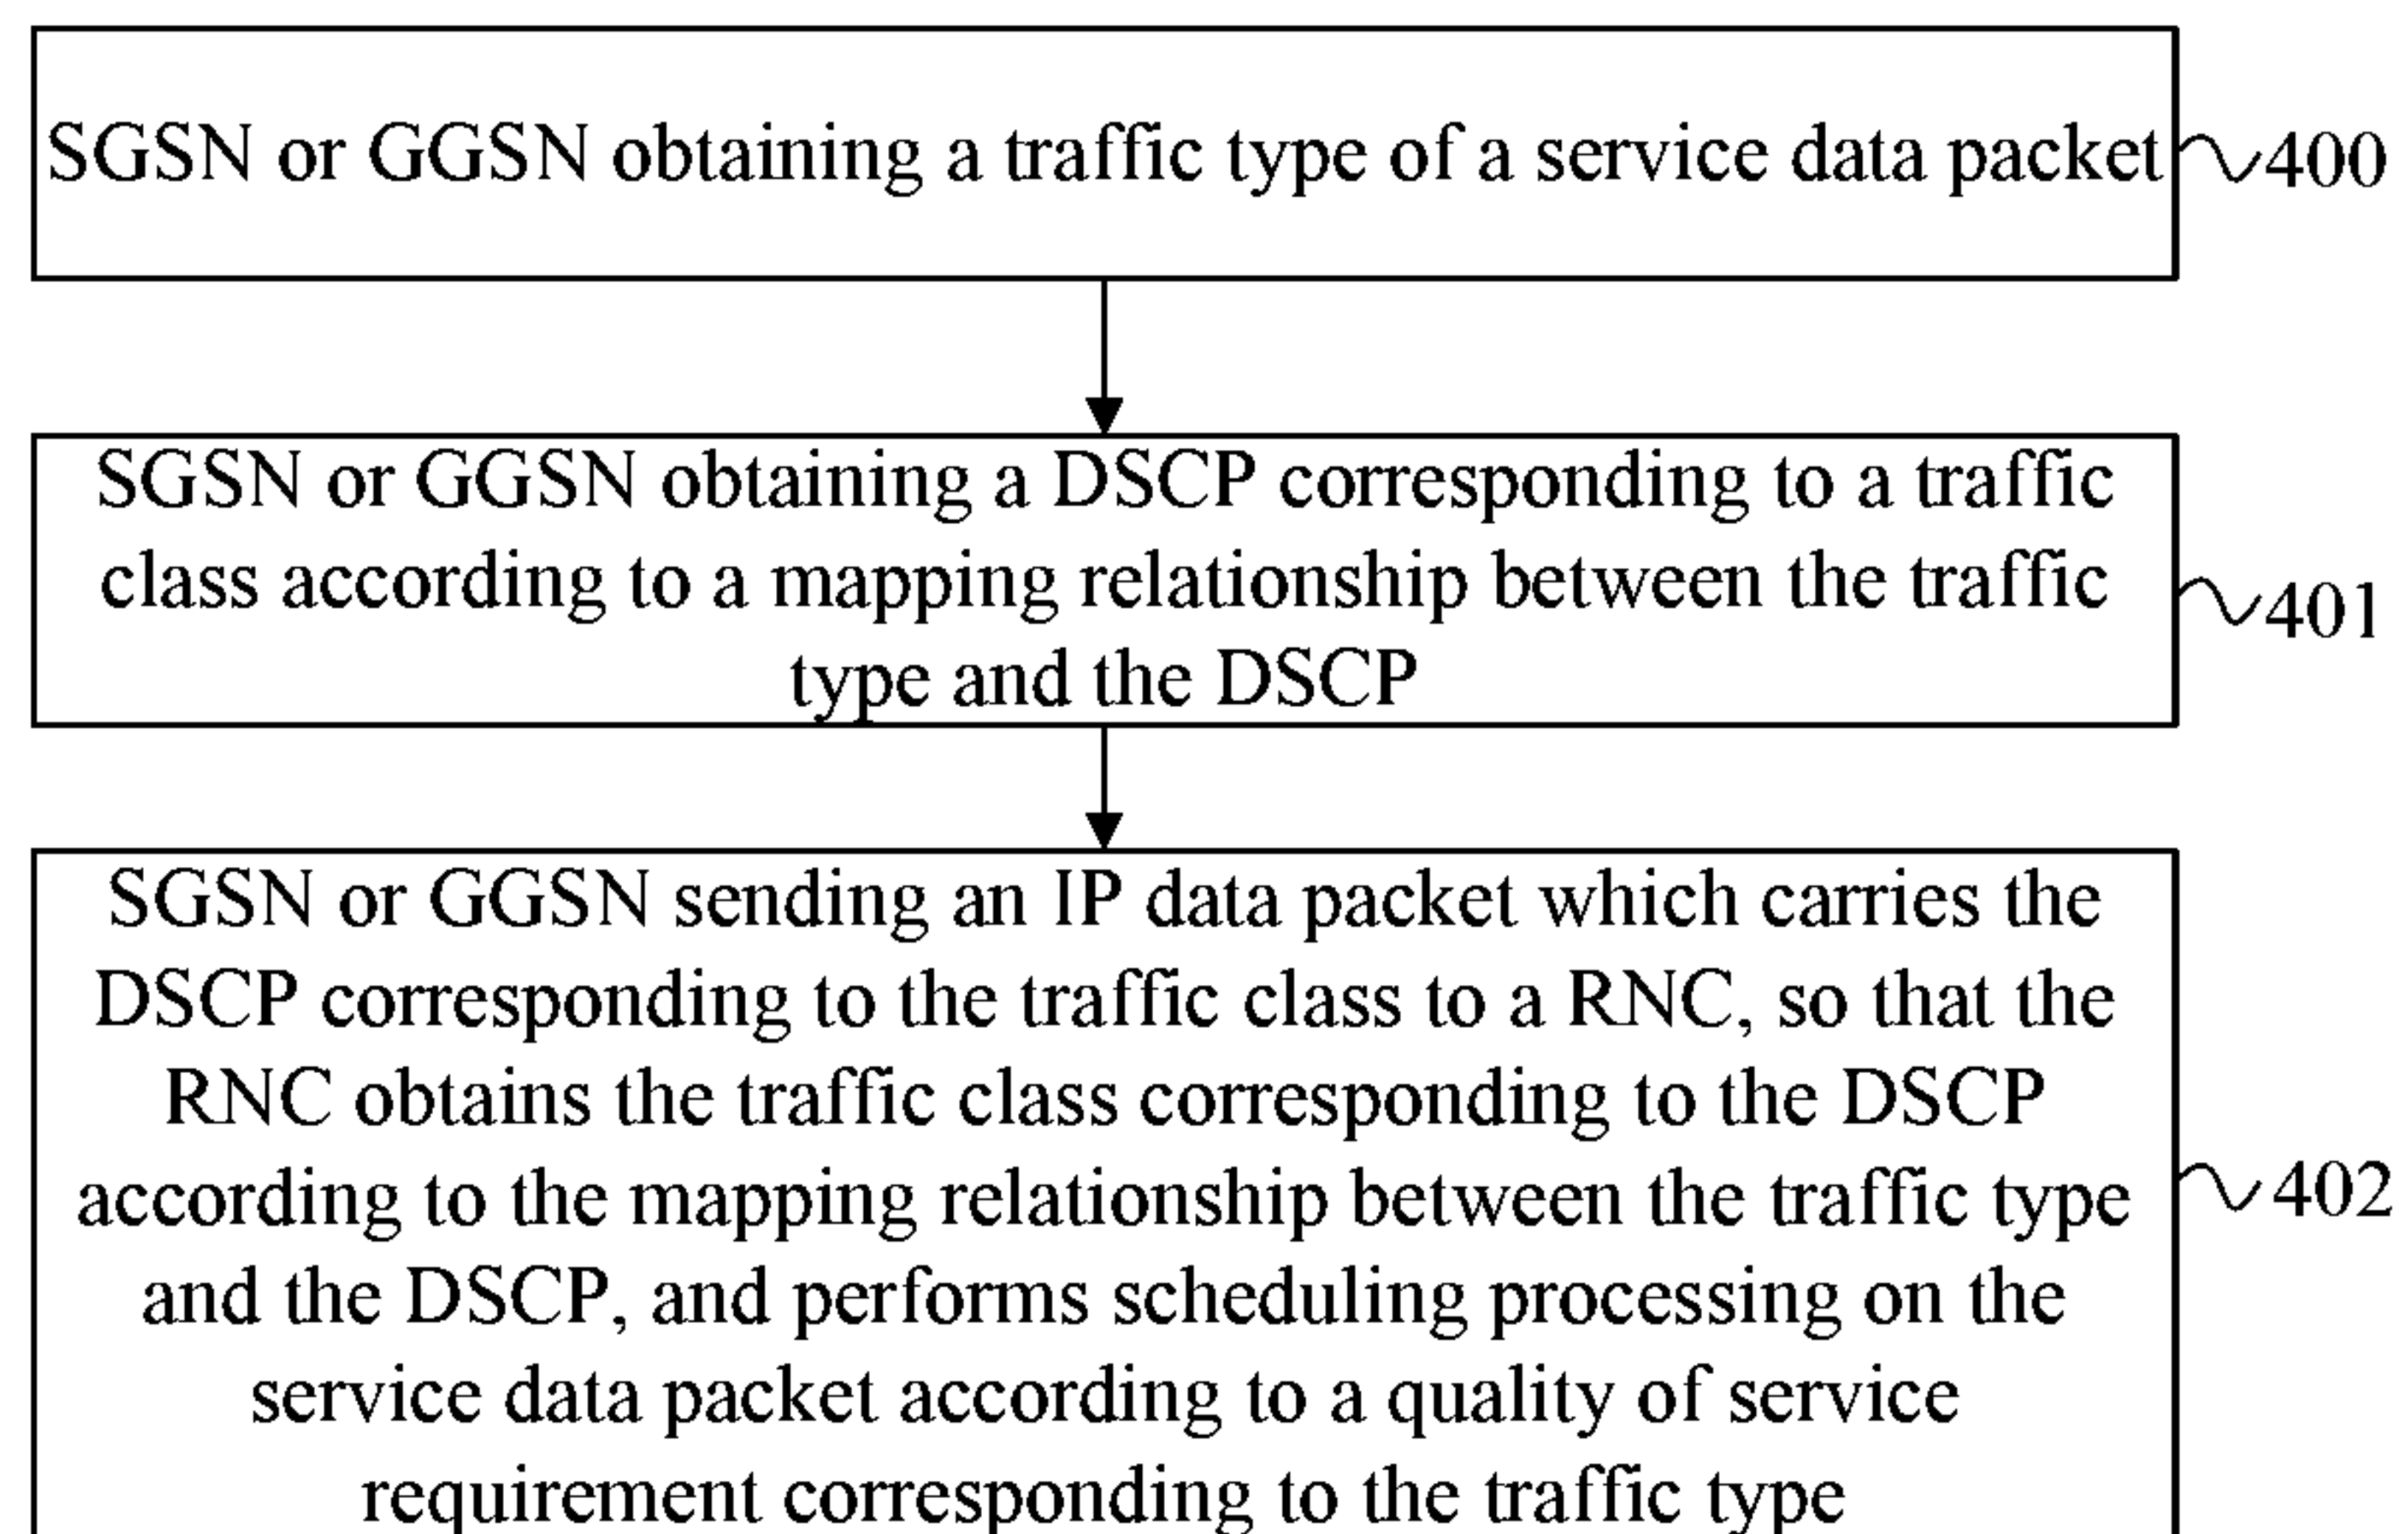 SGSN or GGSN obtaining a traffic type of a service data packet
400
SGSN or GGSN obtaining a DSCP corresponding to a traffic
class according to a mapping relationship between the traffic
type and the DSCP
401
SGSN or GGSN sending an IP data packet which carries the
DSCP corresponding to the traffic class to a RNC, so that the
RNC obtains the traffic class corresponding to the DSCP
according to the mapping relationship between the traffic type
and the DSCP, and performs scheduling processing on the
service data packet according to a quality of service
requirement corresponding to the traffic type
402